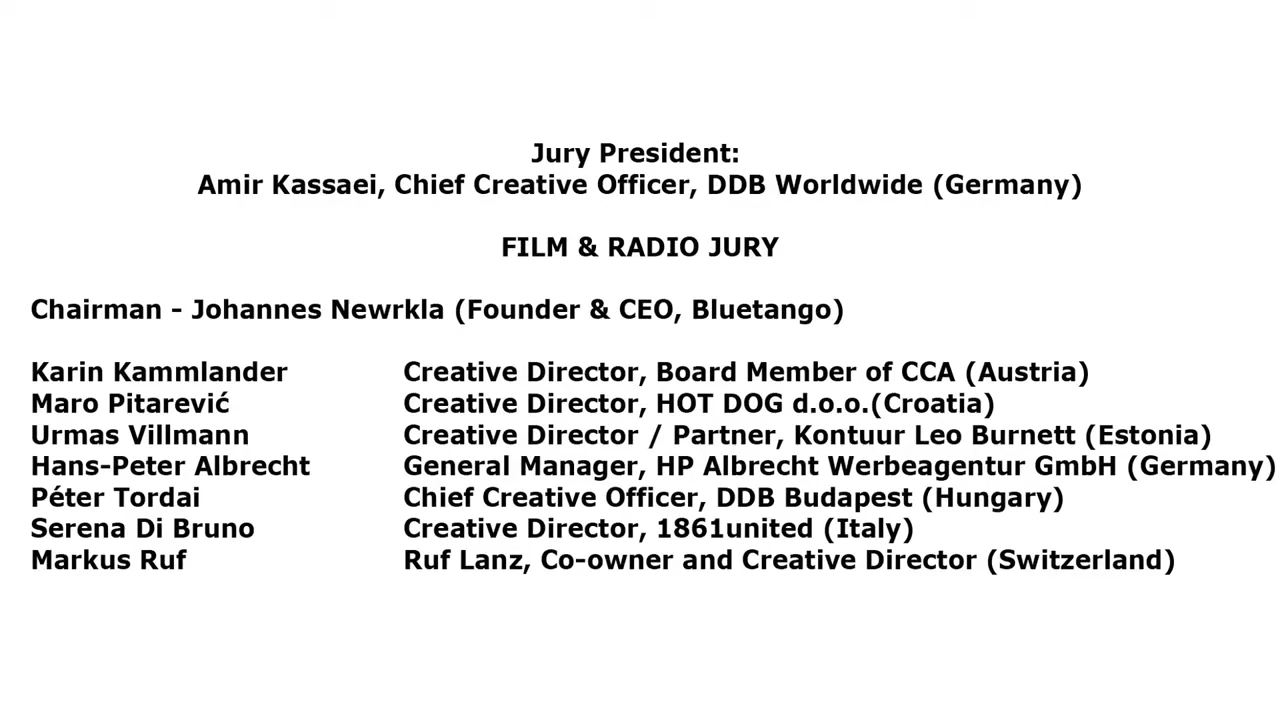 Jury President:
Amir Kassaei, Chief Creative Officer, DDB Worldwide (Germany)
FILM & RADIO JURY
Chairman - Johannes Newrkla (Founder & CEO, Bluetango)
Karin Kammlander Creative Director, Board Member of CCA (Austria)
Maro Pitarević Creative Director, HOT DOG d.o.o.(Croatia)
Urmas Villmann Creative Director / Partner, Kontuur Leo Burnett (Estonia)
Hans-Peter Albrecht General Manager, HP Albrecht Werbeagentur GmbH (Germany)
Péter Tordai Chief Creative Officer, DDB Budapest (Hungary)
Serena Di Bruno Creative Director, 1861united (Italy)
Markus Ruf Ruf Lanz, Co-owner and Creative Director (Switzerland)